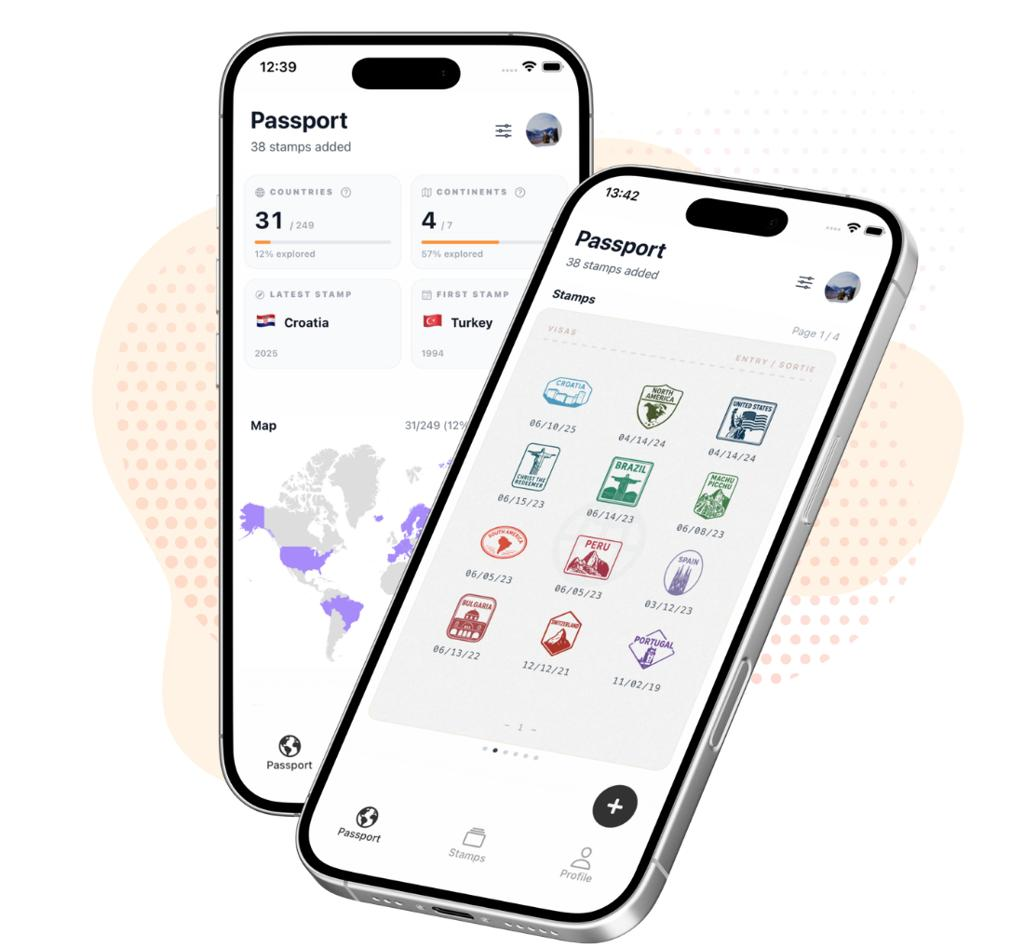 12:39
Passport
38 stamps added
COUNTRIES ?
31 / 249
12% explored
CONTINENTS ?
4 / 7
57% explored
LATEST STAMP
Croatia
2025
FIRST STAMP
Turkey
1994
Map
31/249 (12%
Passport
13:42
Passport
38 stamps added
Stamps
Page 1 / 4
VISAS
ENTRY / SORTIE
CROATIA
06/10/25
NORTH
AMERICA
04/14/24
UNITED STATES
04/14/24
CHRIST THE
REDEEMER
06/15/23
BRAZIL
06/14/23
MACHU
PICCHU
06/08/23
SOUTH AMERICA
06/05/23
PERU
06/05/23
SPAIN
03/12/23
BULGARIA
06/13/22
SWITZERLAND
12/12/21
PORTUGAL
11/02/19
– 1 –
+
Passport
Stamps
Profile